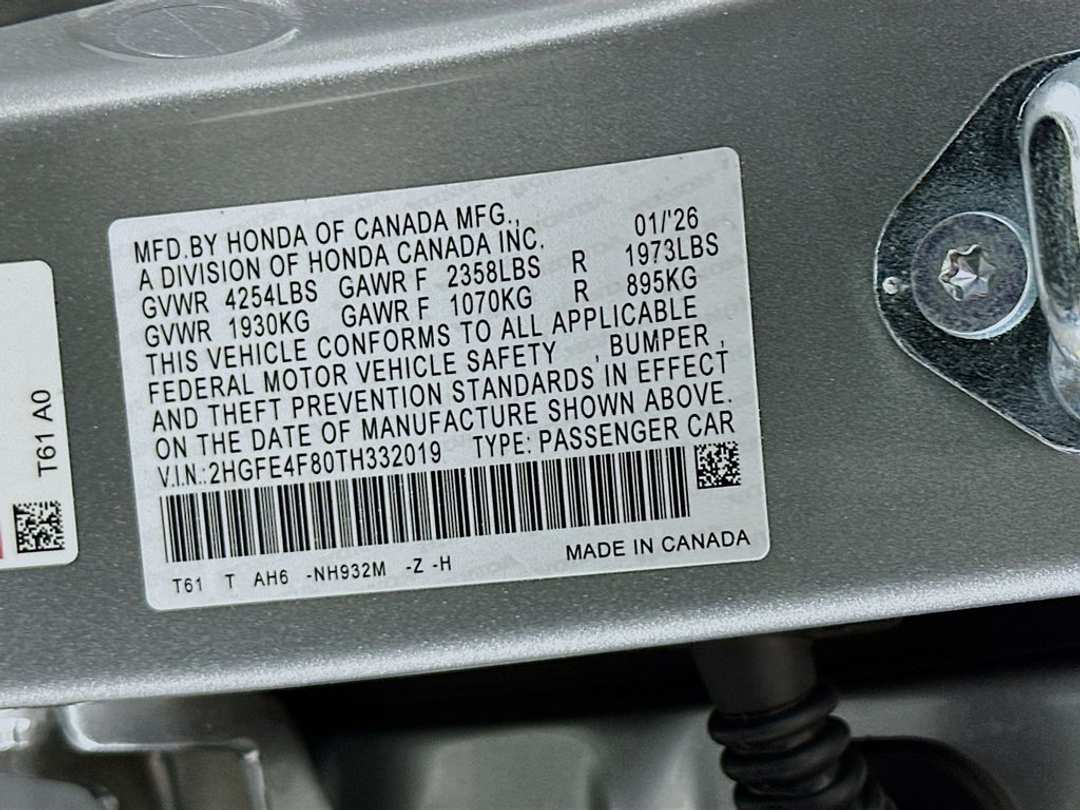 MFD.BY HONDA OF CANADA MFG., 01/'26
A DIVISION OF HONDA CANADA INC.
GVWR 4254LBS GAWR F 2358LBS R 1973LBS
GVWR 1930KG GAWR F 1070KG R 895KG
THIS VEHICLE CONFORMS TO ALL APPLICABLE
FEDERAL MOTOR VEHICLE SAFETY , BUMPER ,
AND THEFT PREVENTION STANDARDS IN EFFECT
ON THE DATE OF MANUFACTURE SHOWN ABOVE.
V.I.N.:2HGFE4F80TH332019 TYPE: PASSENGER CAR
MADE IN CANADA
T61 T AH6 -NH932M -Z -H
T61 A0